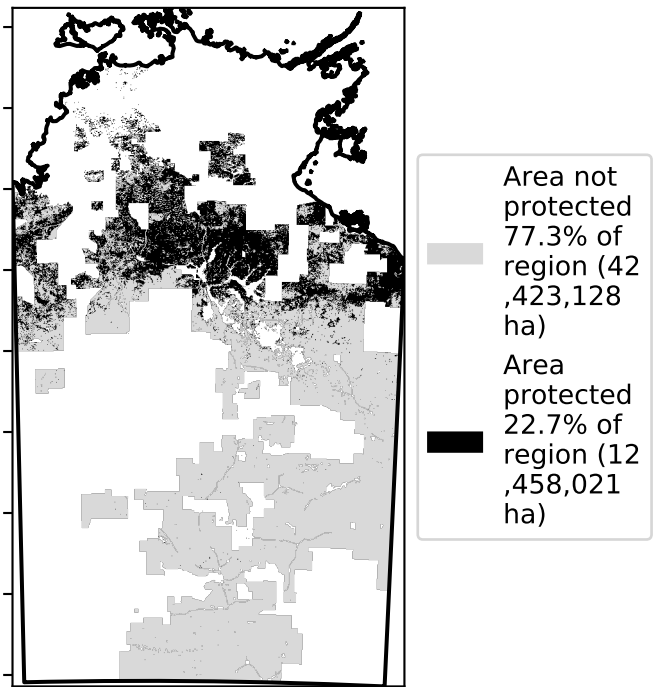 Area not
protected
77.3% of
region (42
,423,128
ha)
Area
protected
22.7% of
region (12
,458,021
ha)